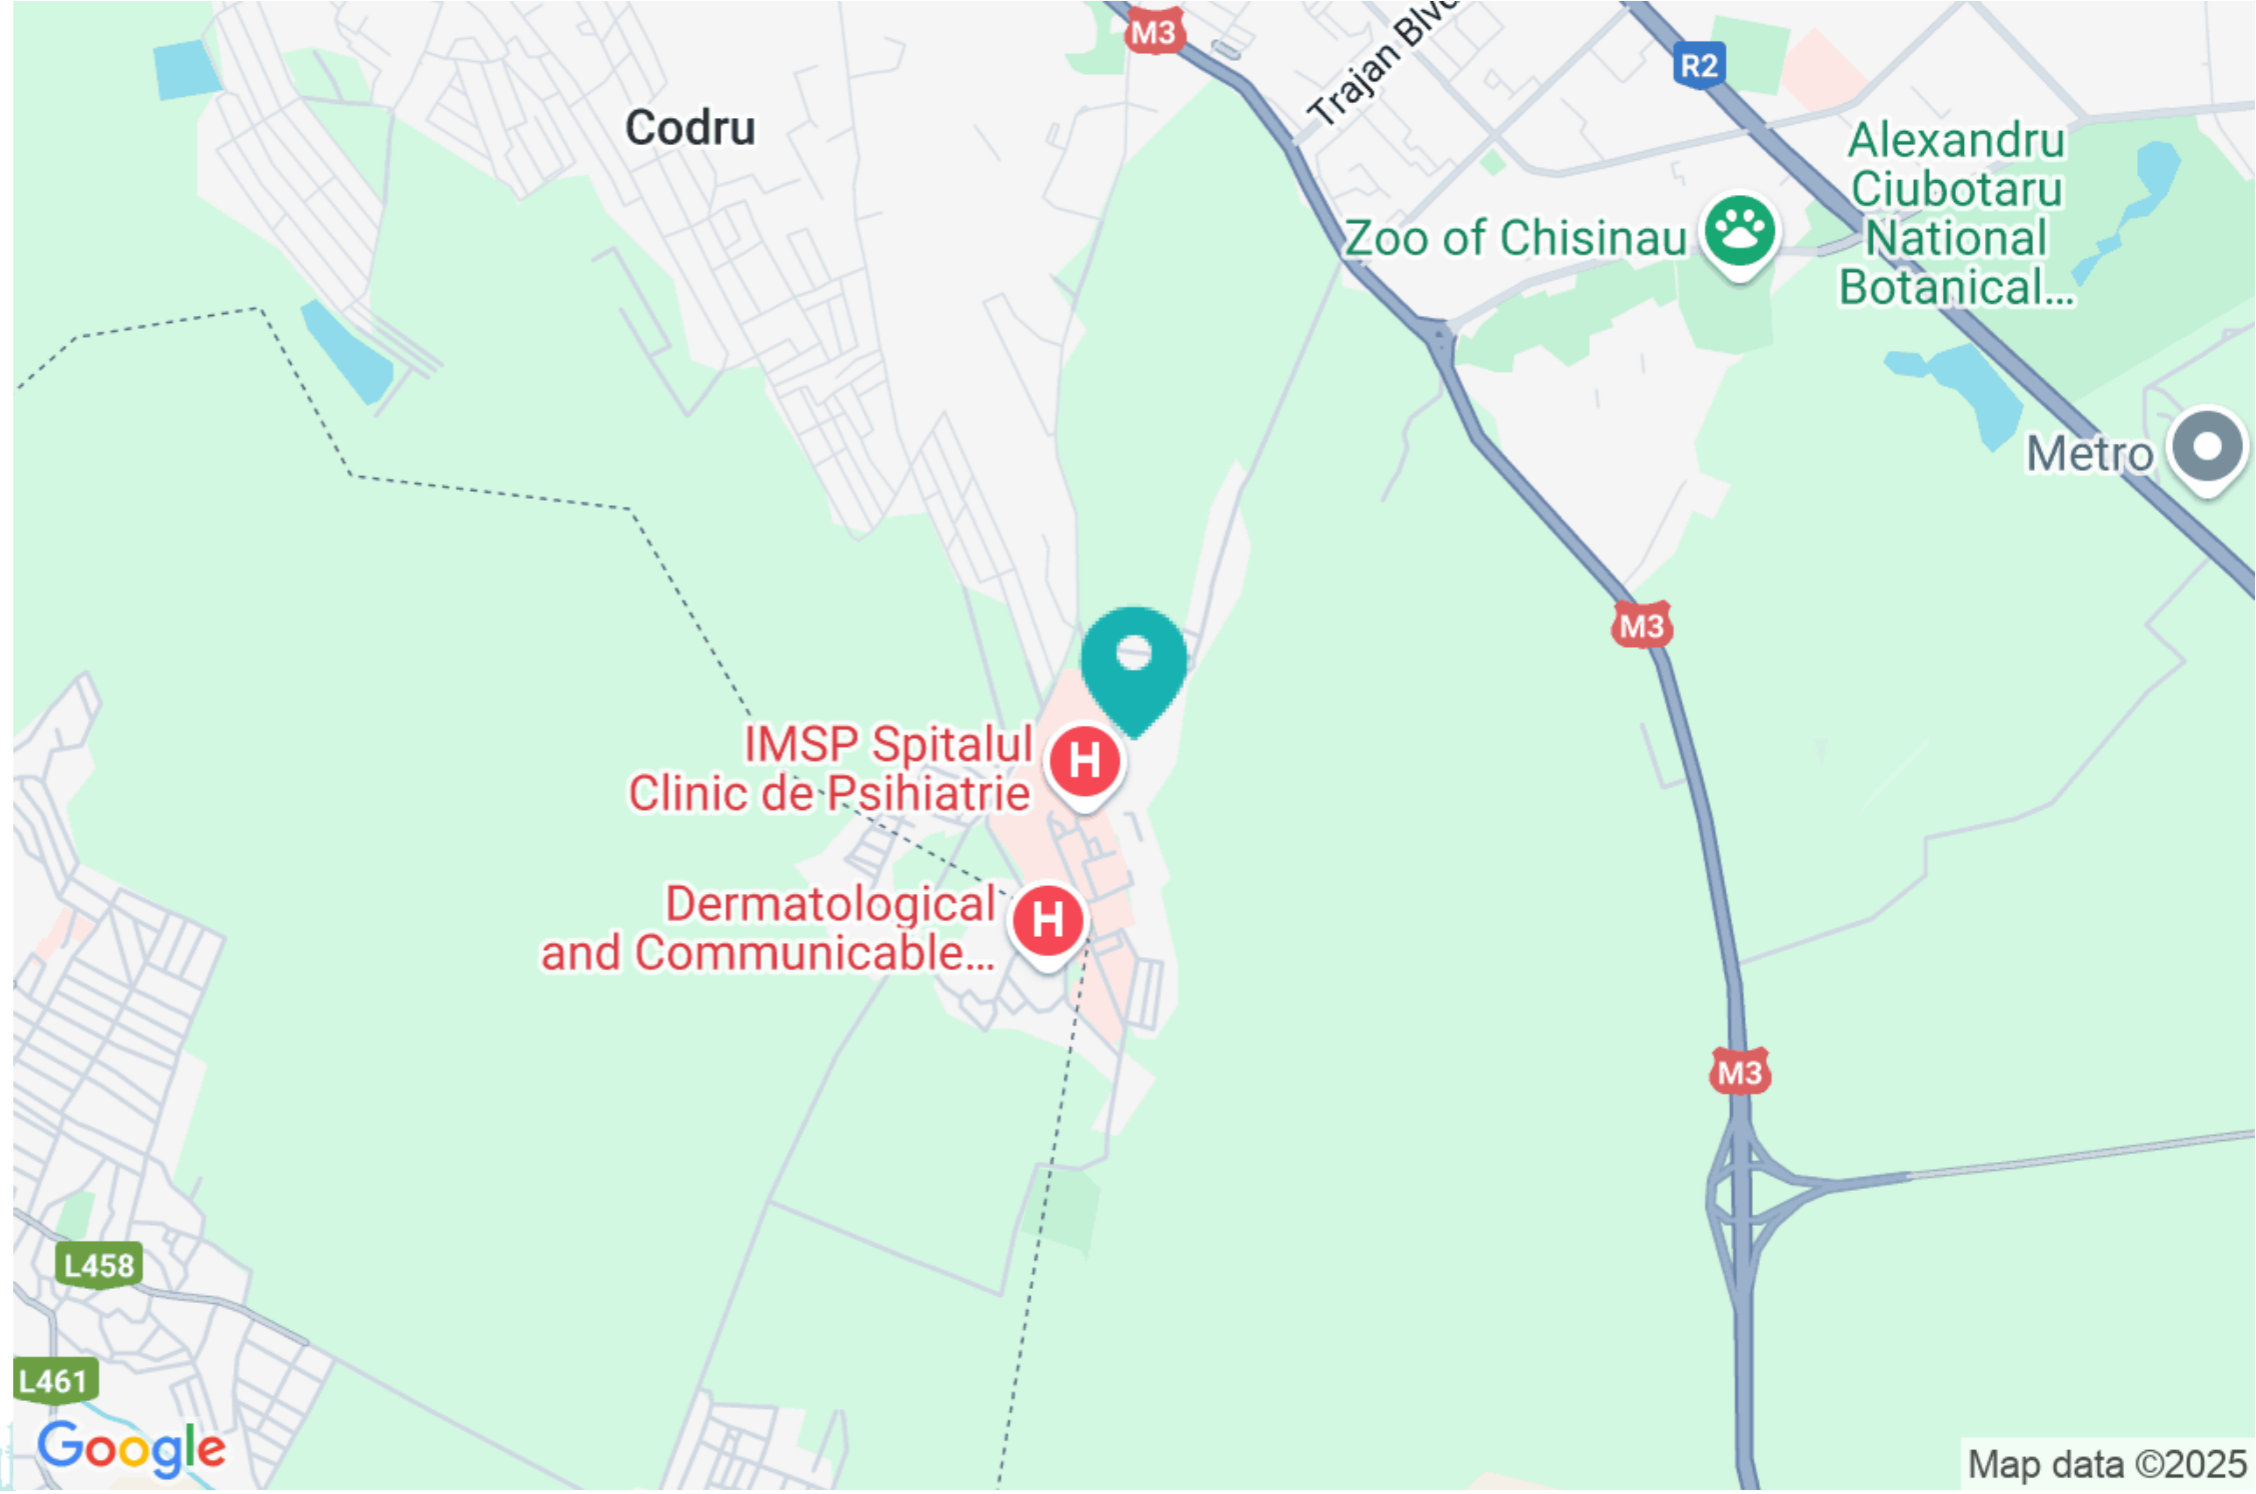 M3
Trajan Blvd
R2
Codru
Alexandru
Ciubotaru
National
Botanical...
Zoo of Chisinau
Metro
M3
IMSP Spitalul
Clinic de Psihiatrie
H
Dermatological
and Communicable...
H
M3
L458
L461
Google
Map data ©2025